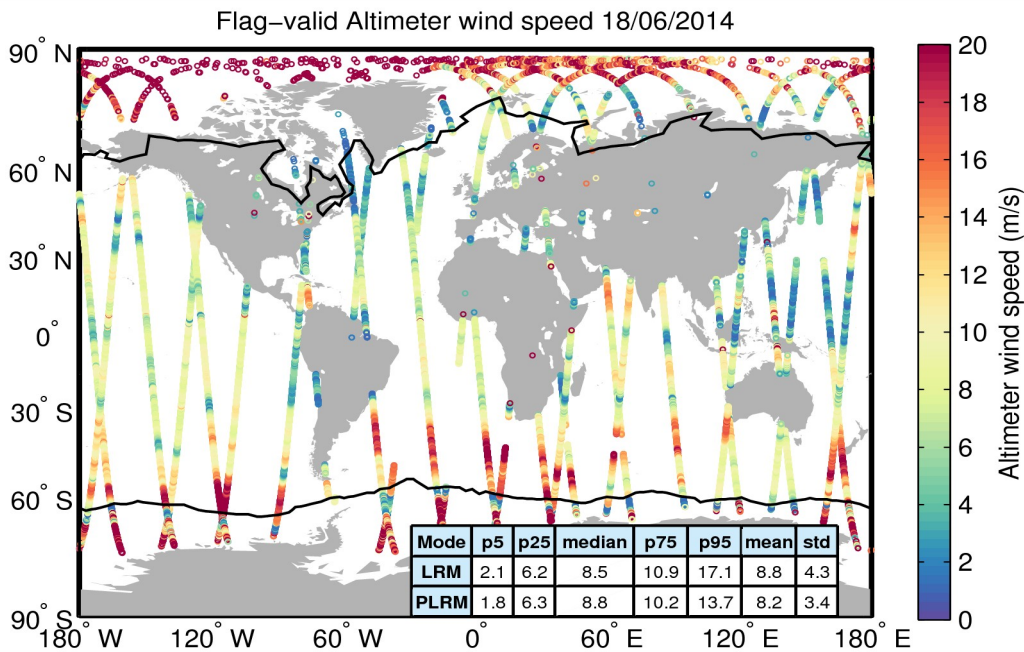 Flag−valid Altimeter wind speed 18/06/2014
90° N
60° N
30° N
0°
30° S
60° S
90° S
180° W
120° W
60° W
0°
60° E
120° E
180° E
Mode p5 p25 median p75 p95 mean std
LRM 2.1 6.2 8.5 10.9 17.1 8.8 4.3
PLRM 1.8 6.3 8.8 10.2 13.7 8.2 3.4
20
18
16
14
12
10
8
6
4
2
0
Altimeter wind speed (m/s)